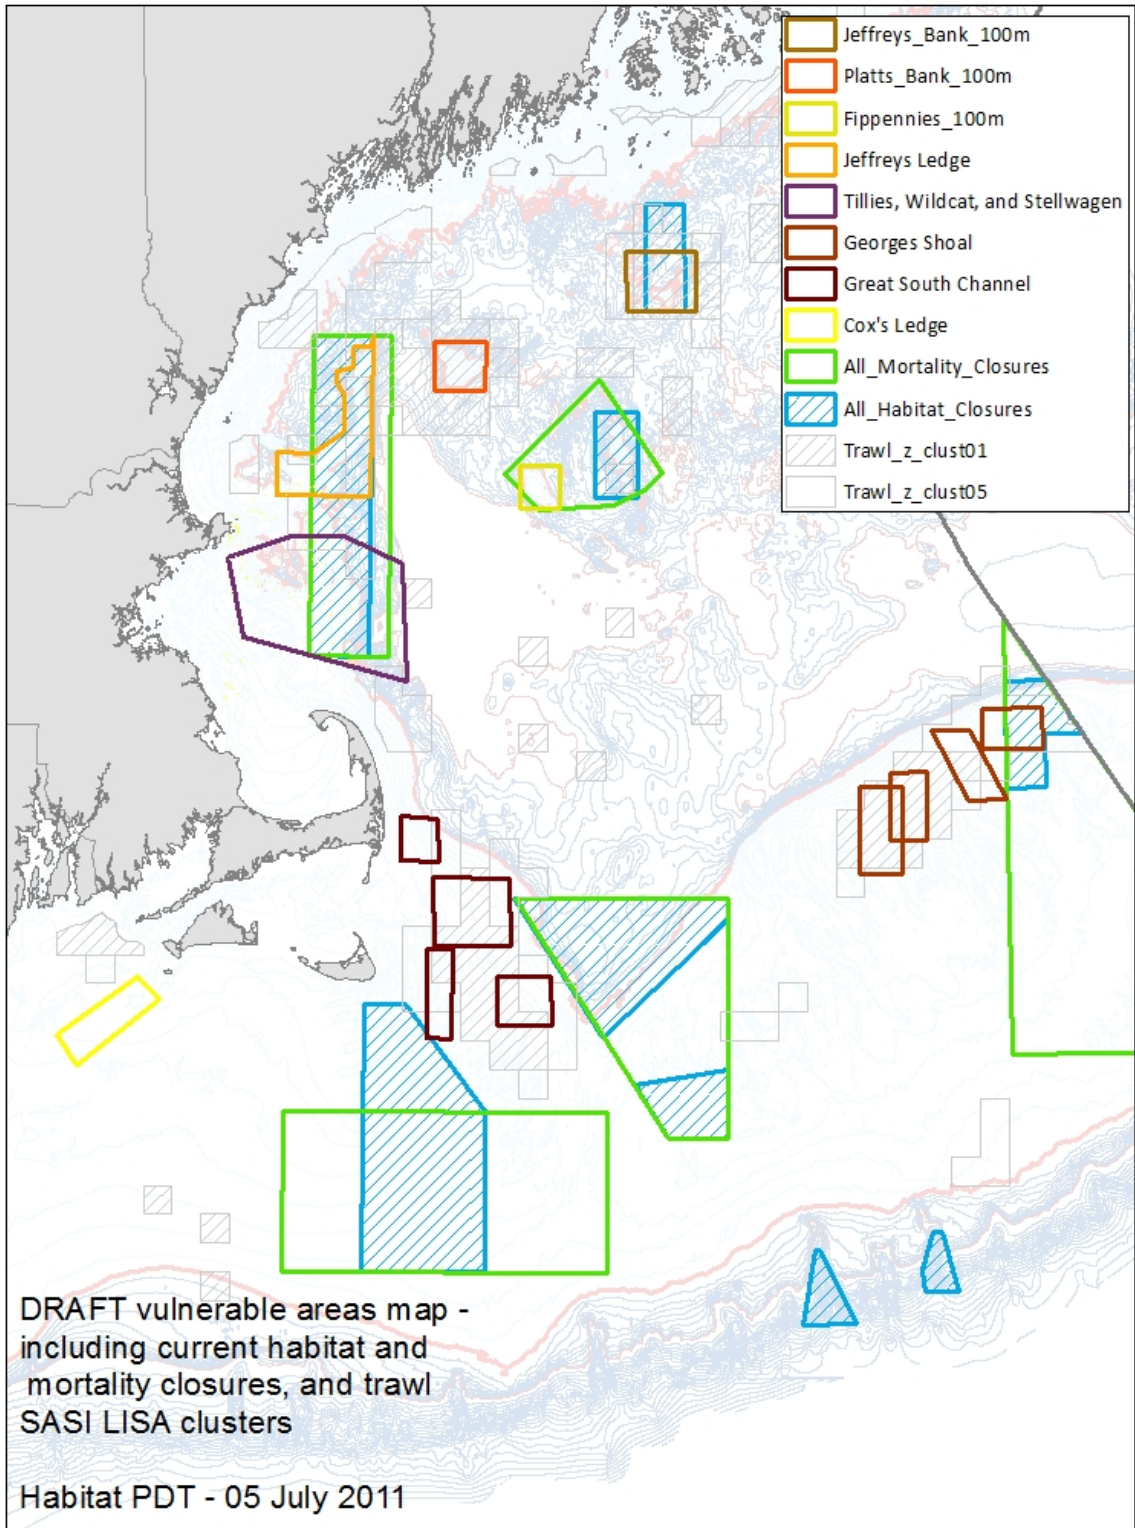 Jeffreys_Bank_100m
Platts_Bank_100m
Fippennies_100m
Jeffreys Ledge
Tillies, Wildcat, and Stellwagen
Georges Shoal
Great South Channel
Cox's Ledge
All_Mortality_Closures
All_Habitat_Closures
Trawl_z_clust01
Trawl_z_clust05
DRAFT vulnerable areas map -
including current habitat and
mortality closures, and trawl
SASI LISA clusters
Habitat PDT - 05 July 2011